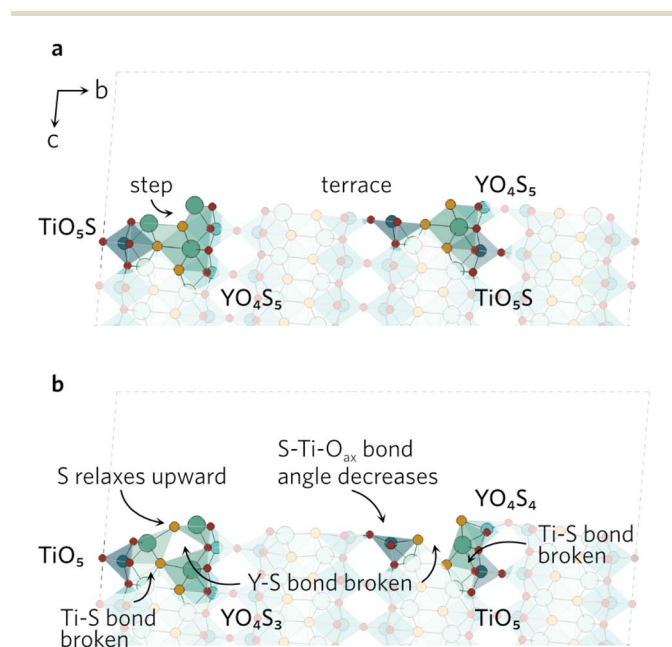 a
b
c
step
terrace
YO₄S₅
TiO₅S
YO₄S₅
TiO₅S
b
S-Ti-Oₐₓ bond
angle decreases
S relaxes upward
YO₄S₄
Ti-S bond
broken
TiO₅
Y-S bond broken
Ti-S bond
broken
YO₄S₃
TiO₅